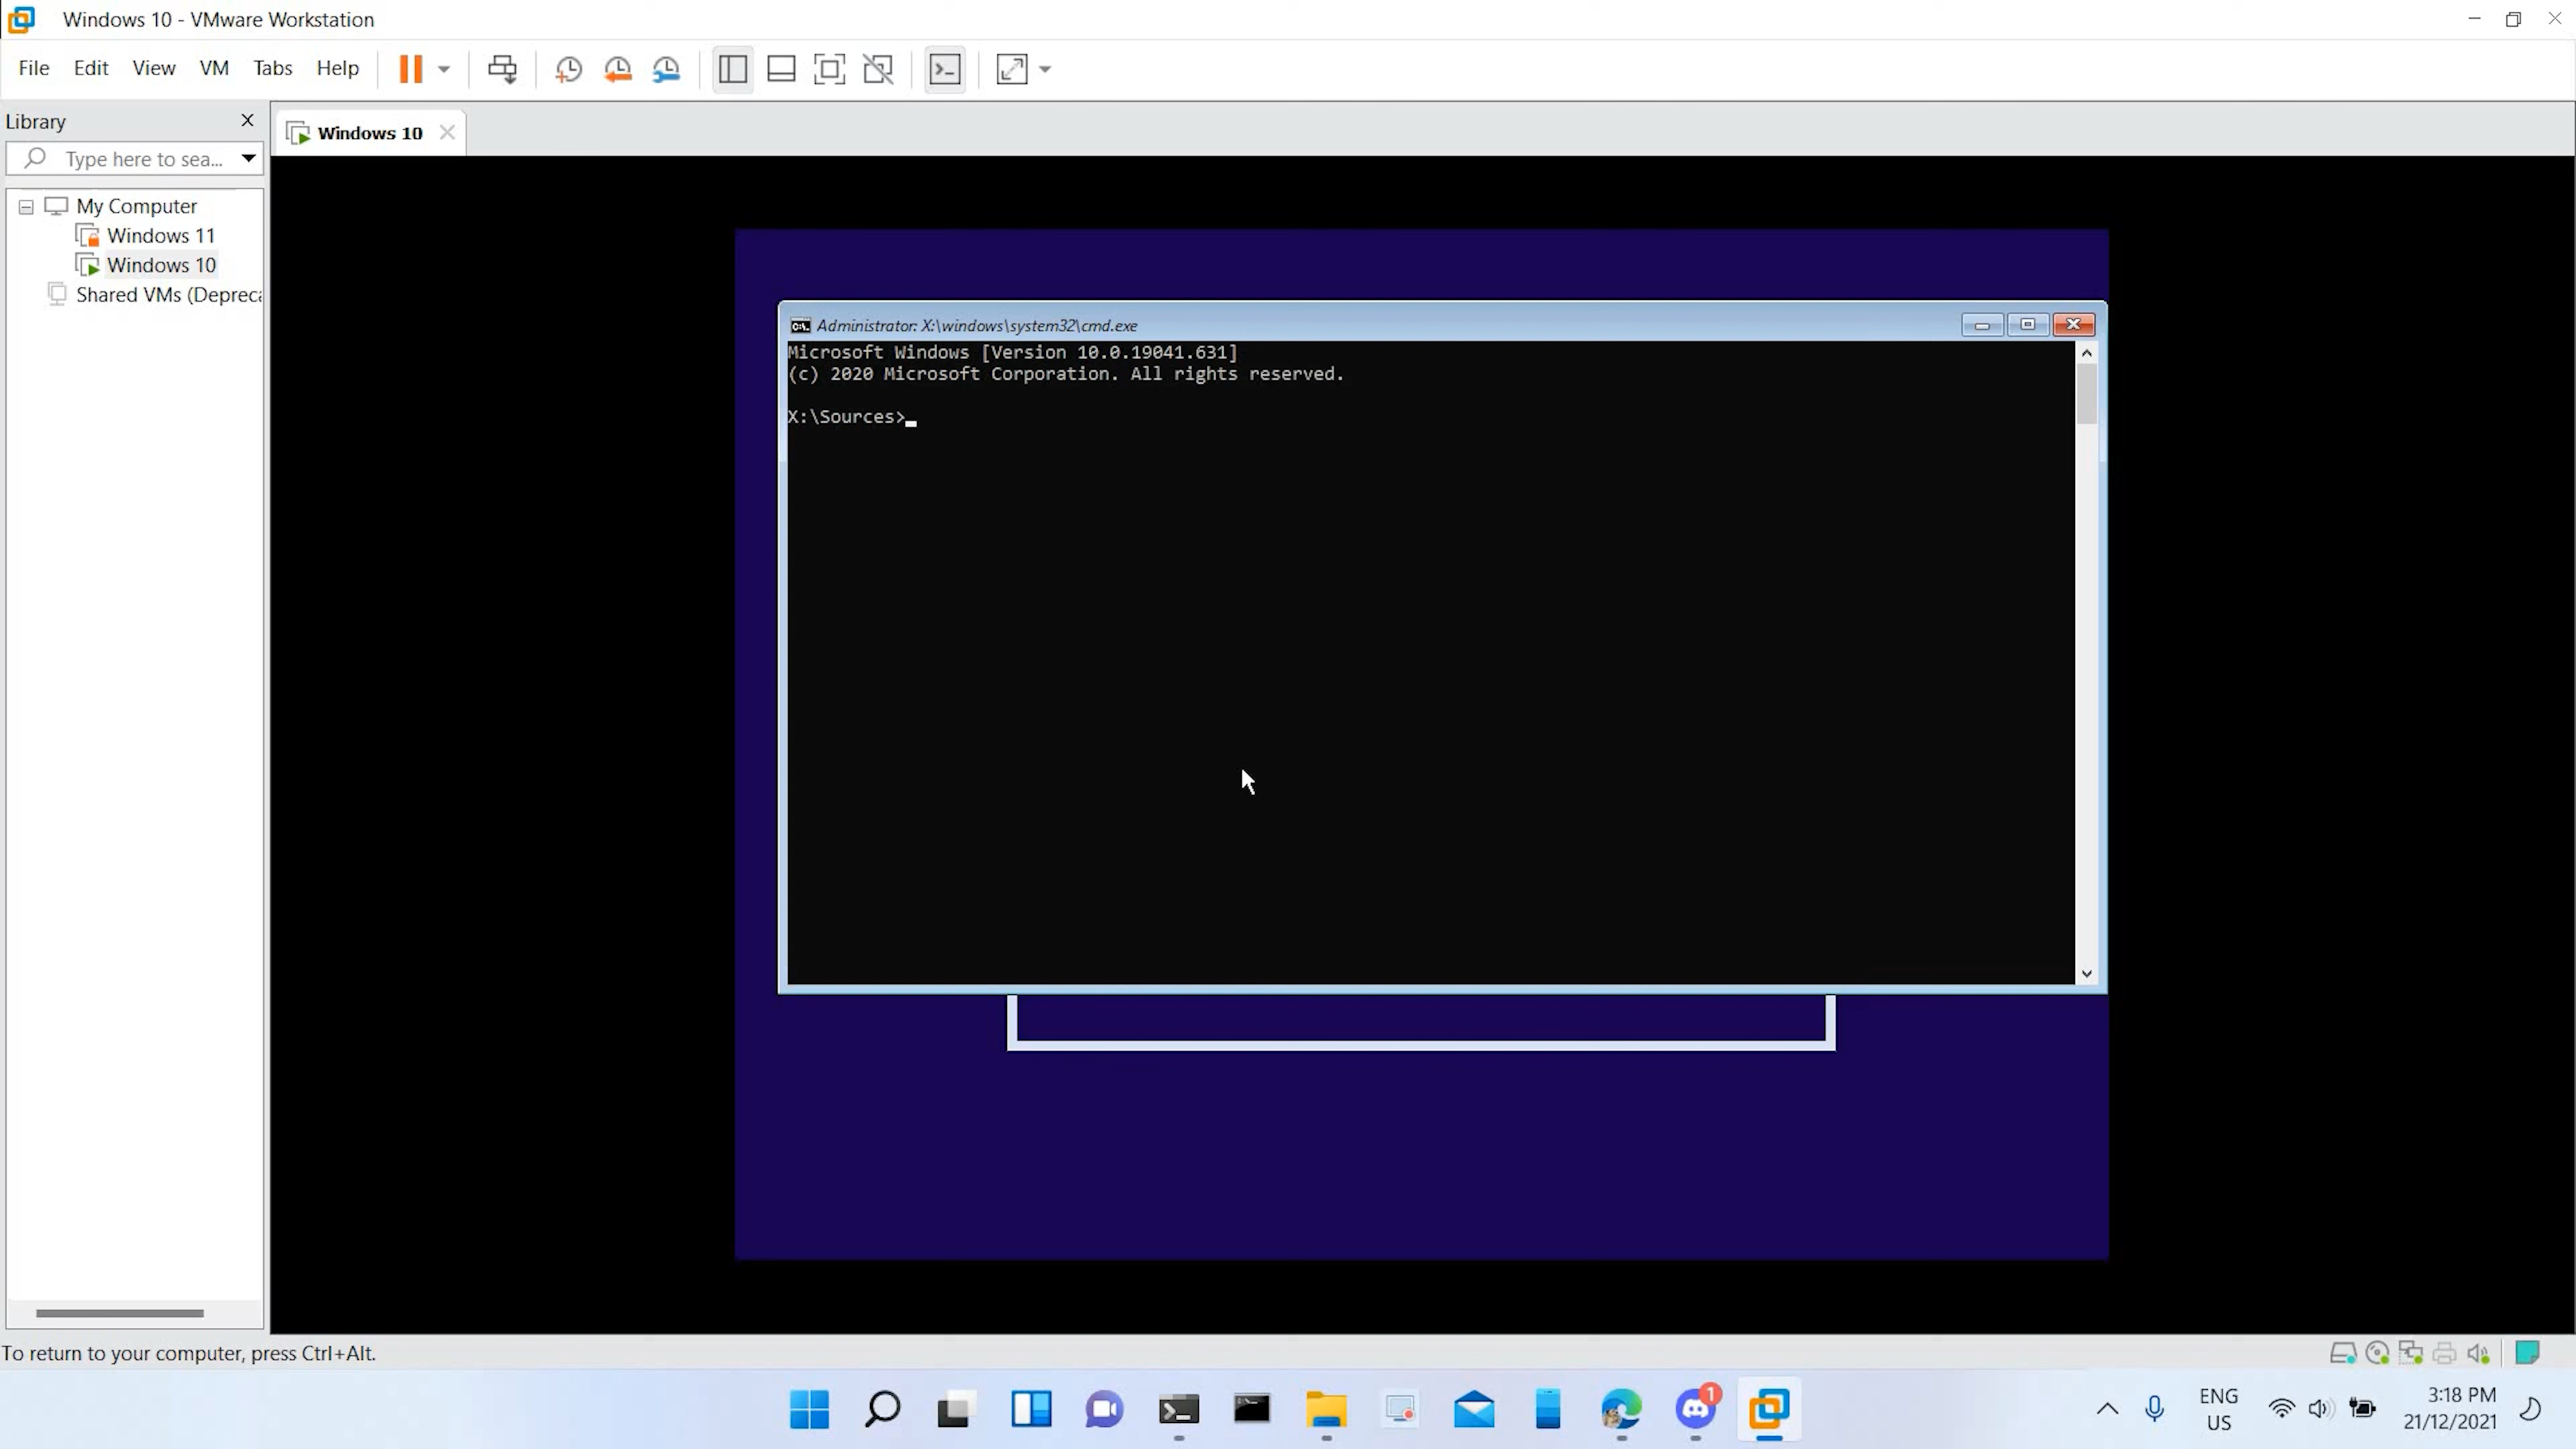 Windows 10 - VMware Workstation
File Edit View VM Tabs Help
Library
Type here to sea...
Windows 10
My Computer
Windows 11
Windows 10
Shared VMs (Depreca
Administrator: X:\windows\system32\cmd.exe
Microsoft Windows [Version 10.0.19041.631]
(c) 2020 Microsoft Corporation. All rights reserved.
X:\Sources>
To return to your computer, press Ctrl+Alt.
1
ENG
US
3:18 PM
21/12/2021